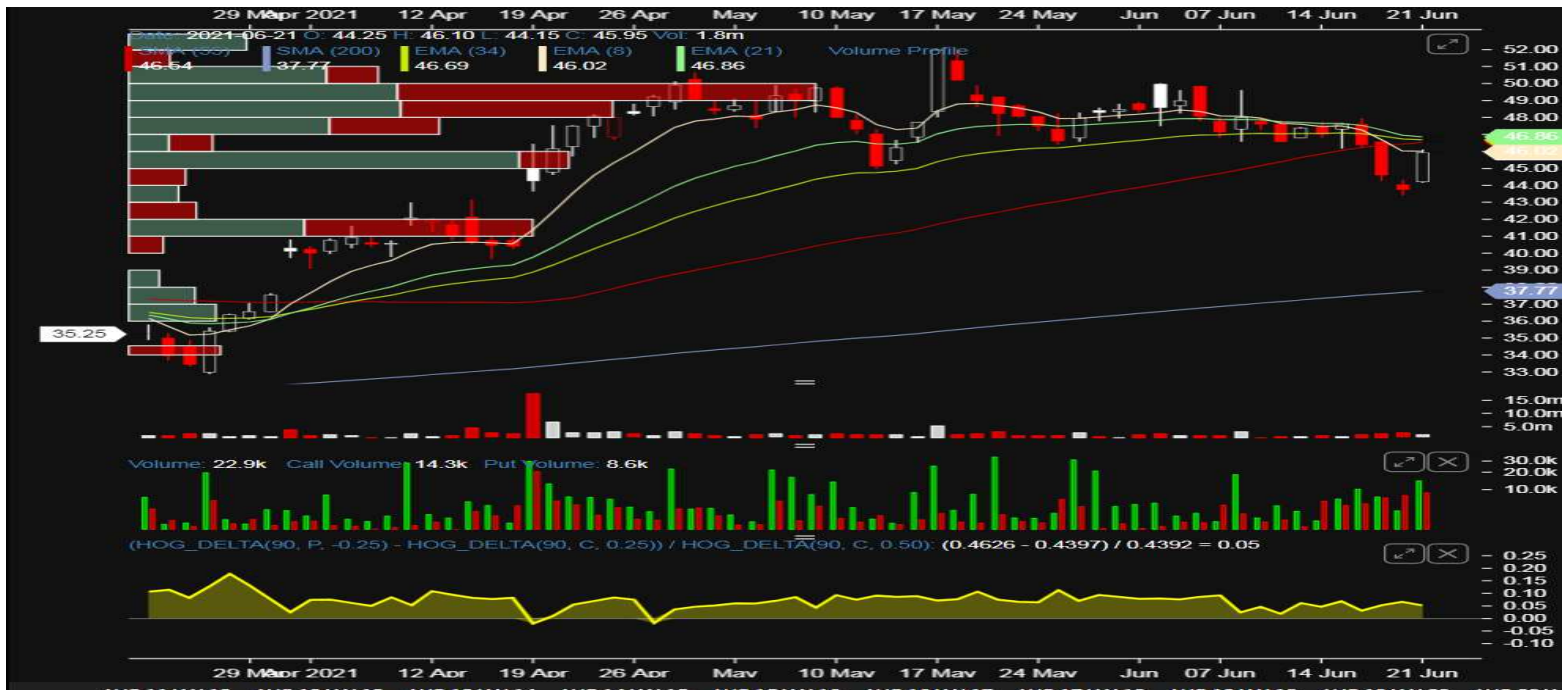 29 Mar Apr 2021 12 Apr 19 Apr 26 Apr May 10 May 17 May 24 May Jun 07 Jun 14 Jun 21 Jun
Date: 2021-06-21 O: 44.25 H: 46.10 L: 44.15 C: 45.95 Vol: 1.8m
SMA (55) SMA (200) EMA (34) EMA (8) EMA (21) Volume Profile
46.54 37.77 46.69 46.02 46.86
52.00
51.00
50.00
49.00
48.00
46.86
46.02
45.00
44.00
43.00
42.00
41.00
40.00
39.00
37.77
37.00
36.00
35.25
35.00
34.00
33.00
15.0m
10.0m
5.0m
Volume: 22.9k Call Volume: 14.3k Put Volume: 8.6k
30.0k
20.0k
10.0k
(HOG_DELTA(90, P, -0.25) - HOG_DELTA(90, C, 0.25)) / HOG_DELTA(90, C, 0.50): (0.4626 - 0.4397) / 0.4392 = 0.05
0.25
0.20
0.15
0.10
0.05
0.00
-0.05
-0.10
29 Mar Apr 2021 12 Apr 19 Apr 26 Apr May 10 May 17 May 24 May Jun 07 Jun 14 Jun 21 Jun